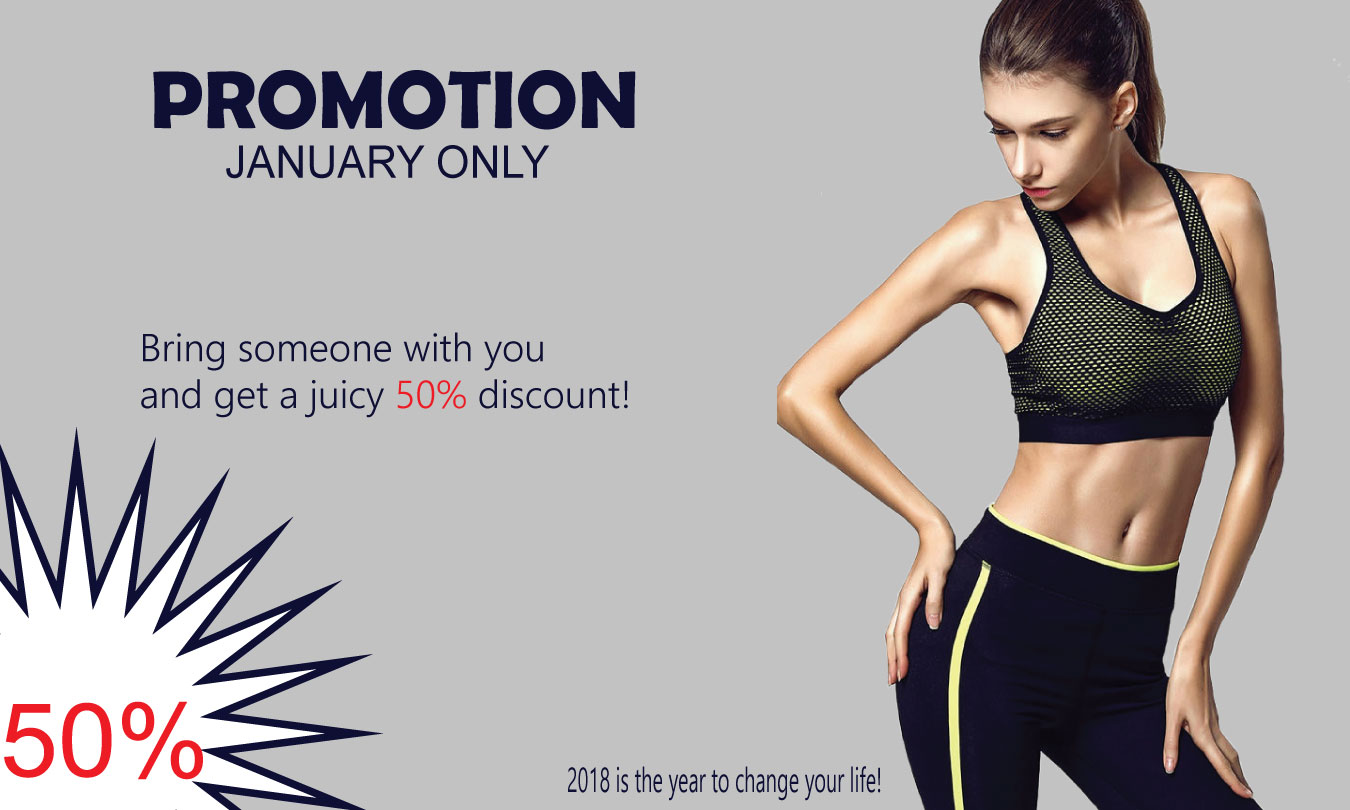 PROMOTION
JANUARY ONLY
Bring someone with you
and get a juicy 50% discount!
50%
2018 is the year to change your life!